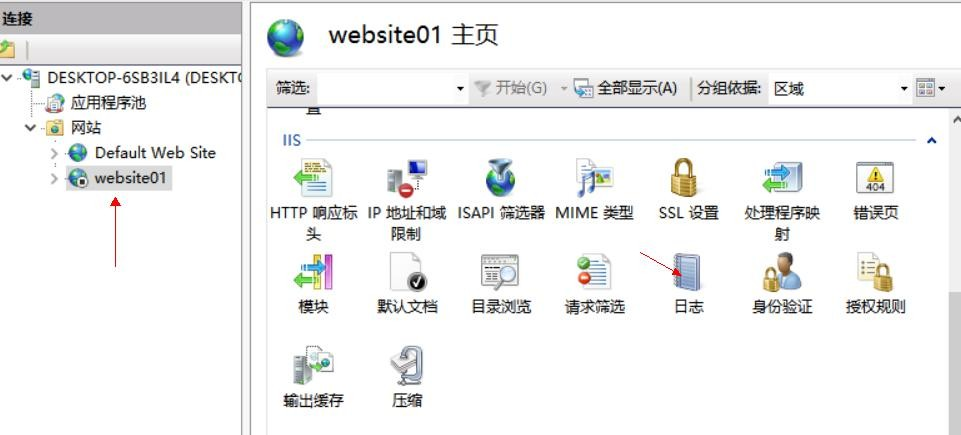 连接
website01 主页
DESKTOP-6SB3IL4 (DESKT
应用程序池
网站
Default Web Site
website01
筛选: 开始(G) 全部显示(A) 分组依据: 区域
IIS
HTTP 响应标头
IP 地址和域限制
ISAPI 筛选器
MIME 类型
SSL 设置
处理程序映射
404
错误页
模块
默认文档
目录浏览
请求筛选
日志
身份验证
授权规则
输出缓存
压缩